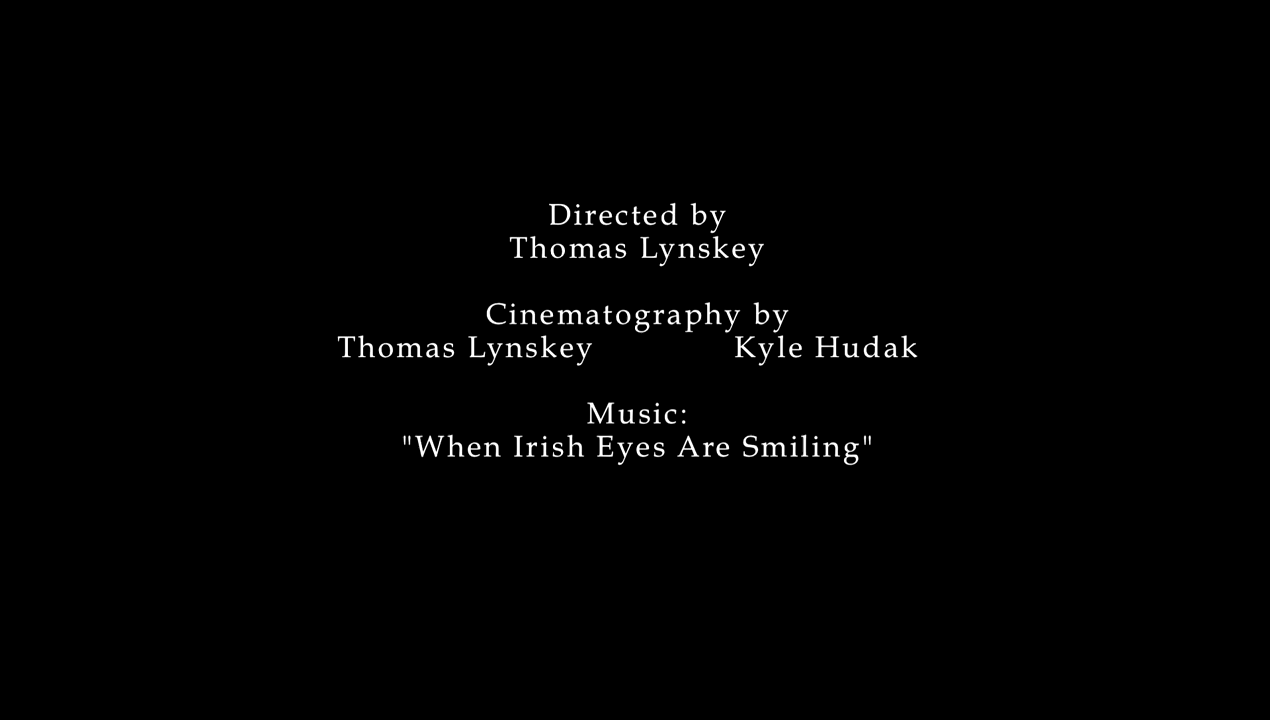 Directed by
Thomas Lynskey
Cinematography by
Thomas Lynskey Kyle Hudak
Music:
"When Irish Eyes Are Smiling"